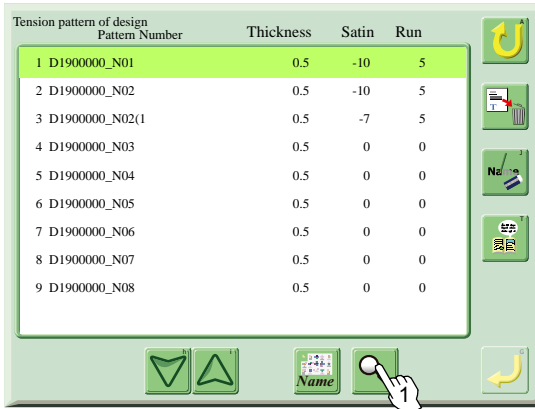 Tension pattern of design
Pattern Number Thickness Satin Run
1 D1900000_N01 0.5 -10 5
2 D1900000_N02 0.5 -10 5
3 D1900000_N02(1 0.5 -7 5
4 D1900000_N03 0.5 0 0
5 D1900000_N04 0.5 0 0
6 D1900000_N05 0.5 0 0
7 D1900000_N06 0.5 0 0
8 D1900000_N07 0.5 0 0
9 D1900000_N08 0.5 0 0
A
T
J
Name
T
h
i
Name
1
G